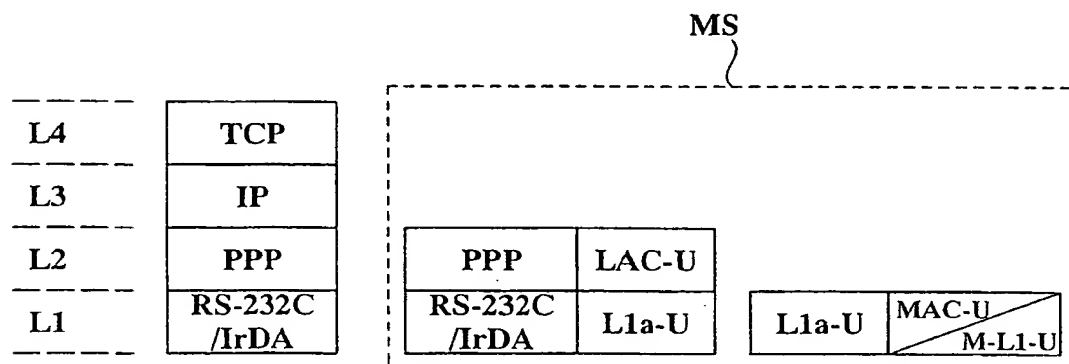 MS
L4 TCP
L3 IP
L2 PPP PPP LAC-U
L1 RS-232C /IrDA RS-232C /IrDA L1a-U L1a-U MAC-U M-L1-U